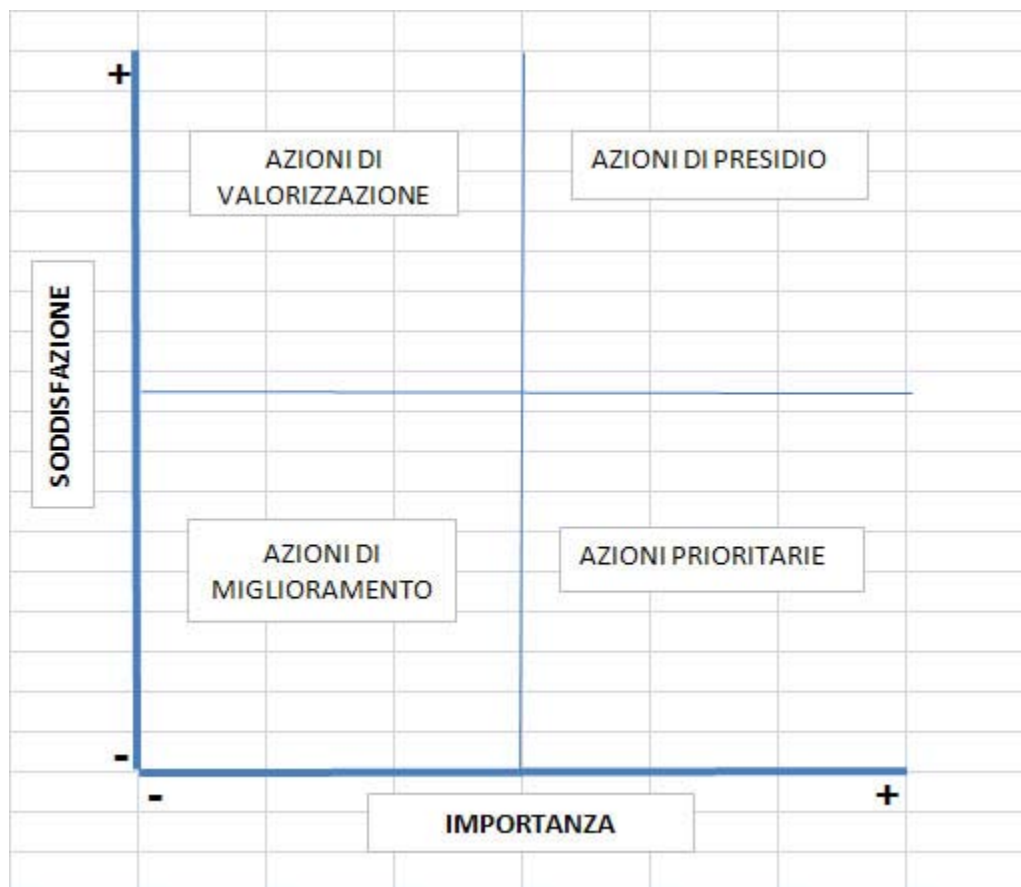 +
AZIONI DI
VALORIZZAZIONE
AZIONI DI PRESIDIO
SODDISFAZIONE
AZIONI DI
MIGLIORAMENTO
AZIONI PRIORITARIE
-
-
+
IMPORTANZA